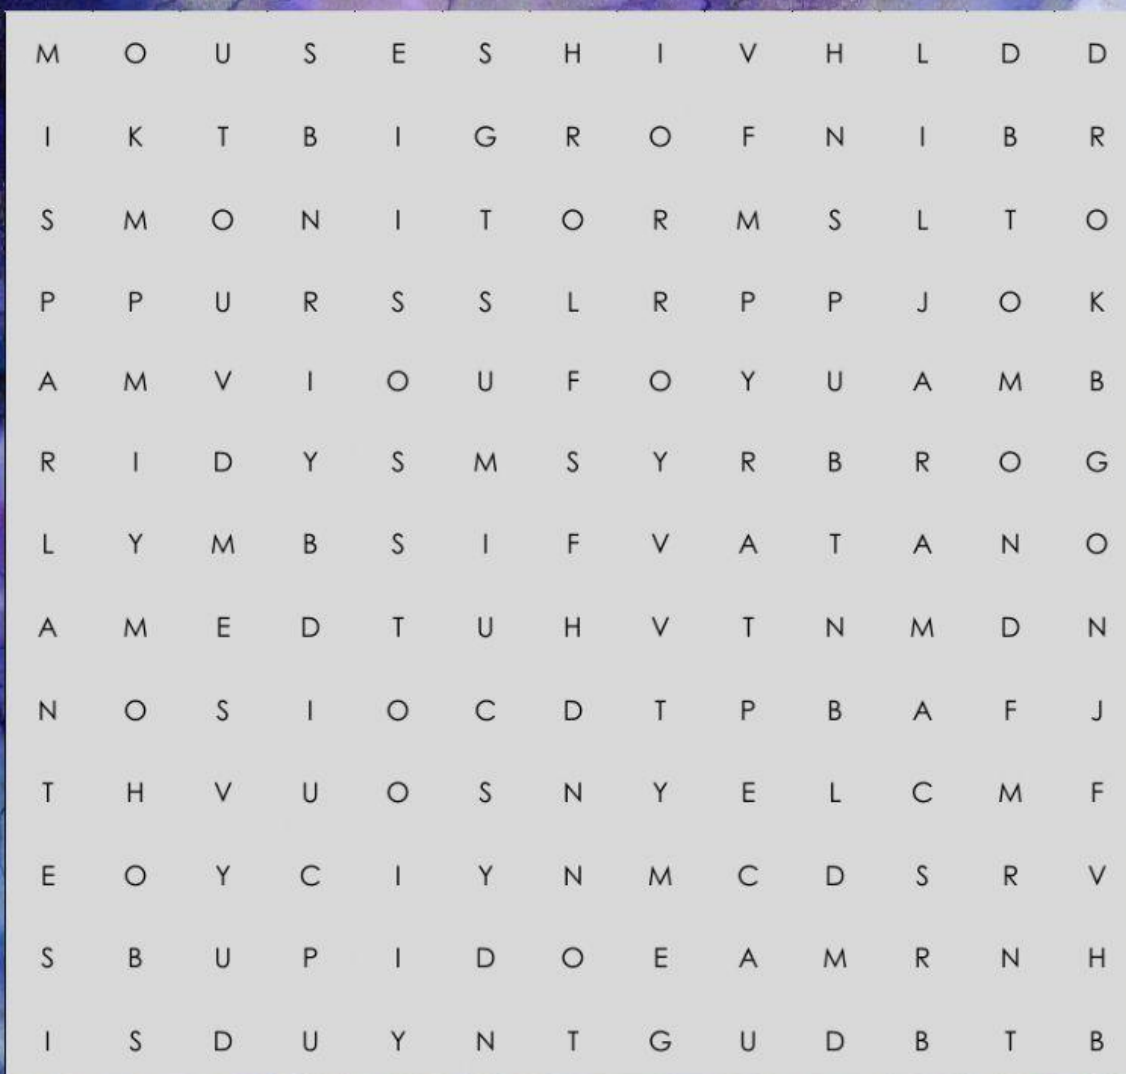 M O U S E S H I V H L D D
I K T B I G R O F N I B R
S M O N I T O R M S L T O
P P U R S S L R P P J O K
A M V I O U F O Y U A M B
R I D Y S M S Y R B R O G
L Y M B S I F V A T A N O
A M E D T U H V T N M D N
N O S I O C D T P B A F J
T H V U O S N Y E L C M F
E O Y C I Y N M C D S R V
S B U P I D O E A M R N H
I S D U Y N T G U D B T B